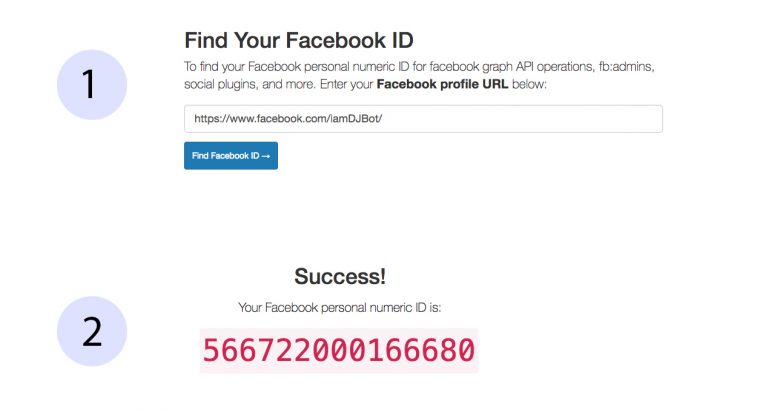 1
Find Your Facebook ID
To find your Facebook personal numeric ID for facebook graph API operations, fb:admins,
social plugins, and more. Enter your Facebook profile URL below:
https://www.facebook.com/iamDJBot/
Find Facebook ID →
2
Success!
Your Facebook personal numeric ID is:
566722000166680